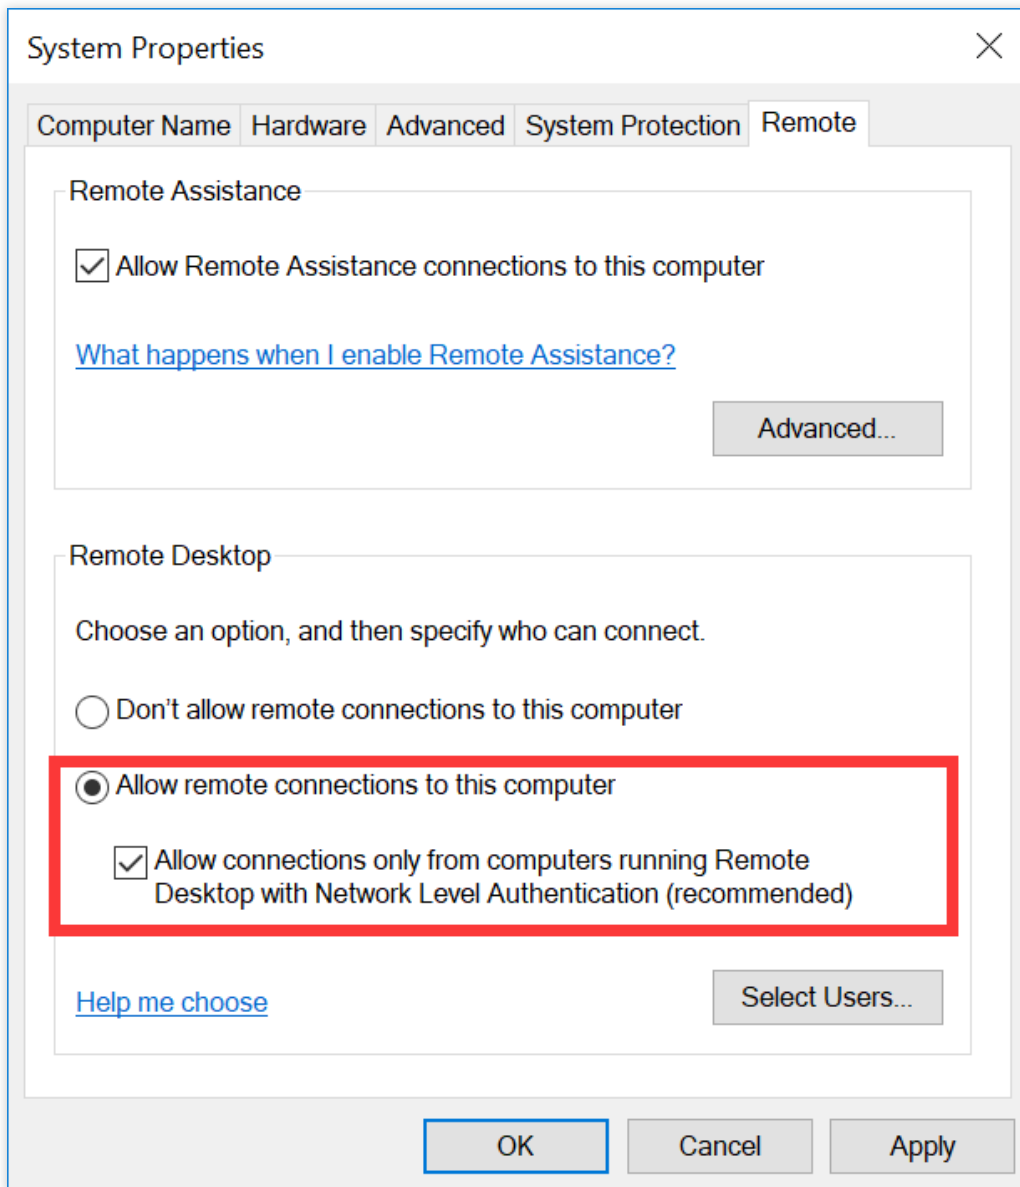 System Properties
Computer Name Hardware Advanced System Protection Remote
Remote Assistance
Allow Remote Assistance connections to this computer
What happens when I enable Remote Assistance?
Advanced...
Remote Desktop
Choose an option, and then specify who can connect.
Don’t allow remote connections to this computer
Allow remote connections to this computer
Allow connections only from computers running Remote
Desktop with Network Level Authentication (recommended)
Help me choose
Select Users...
OK Cancel Apply